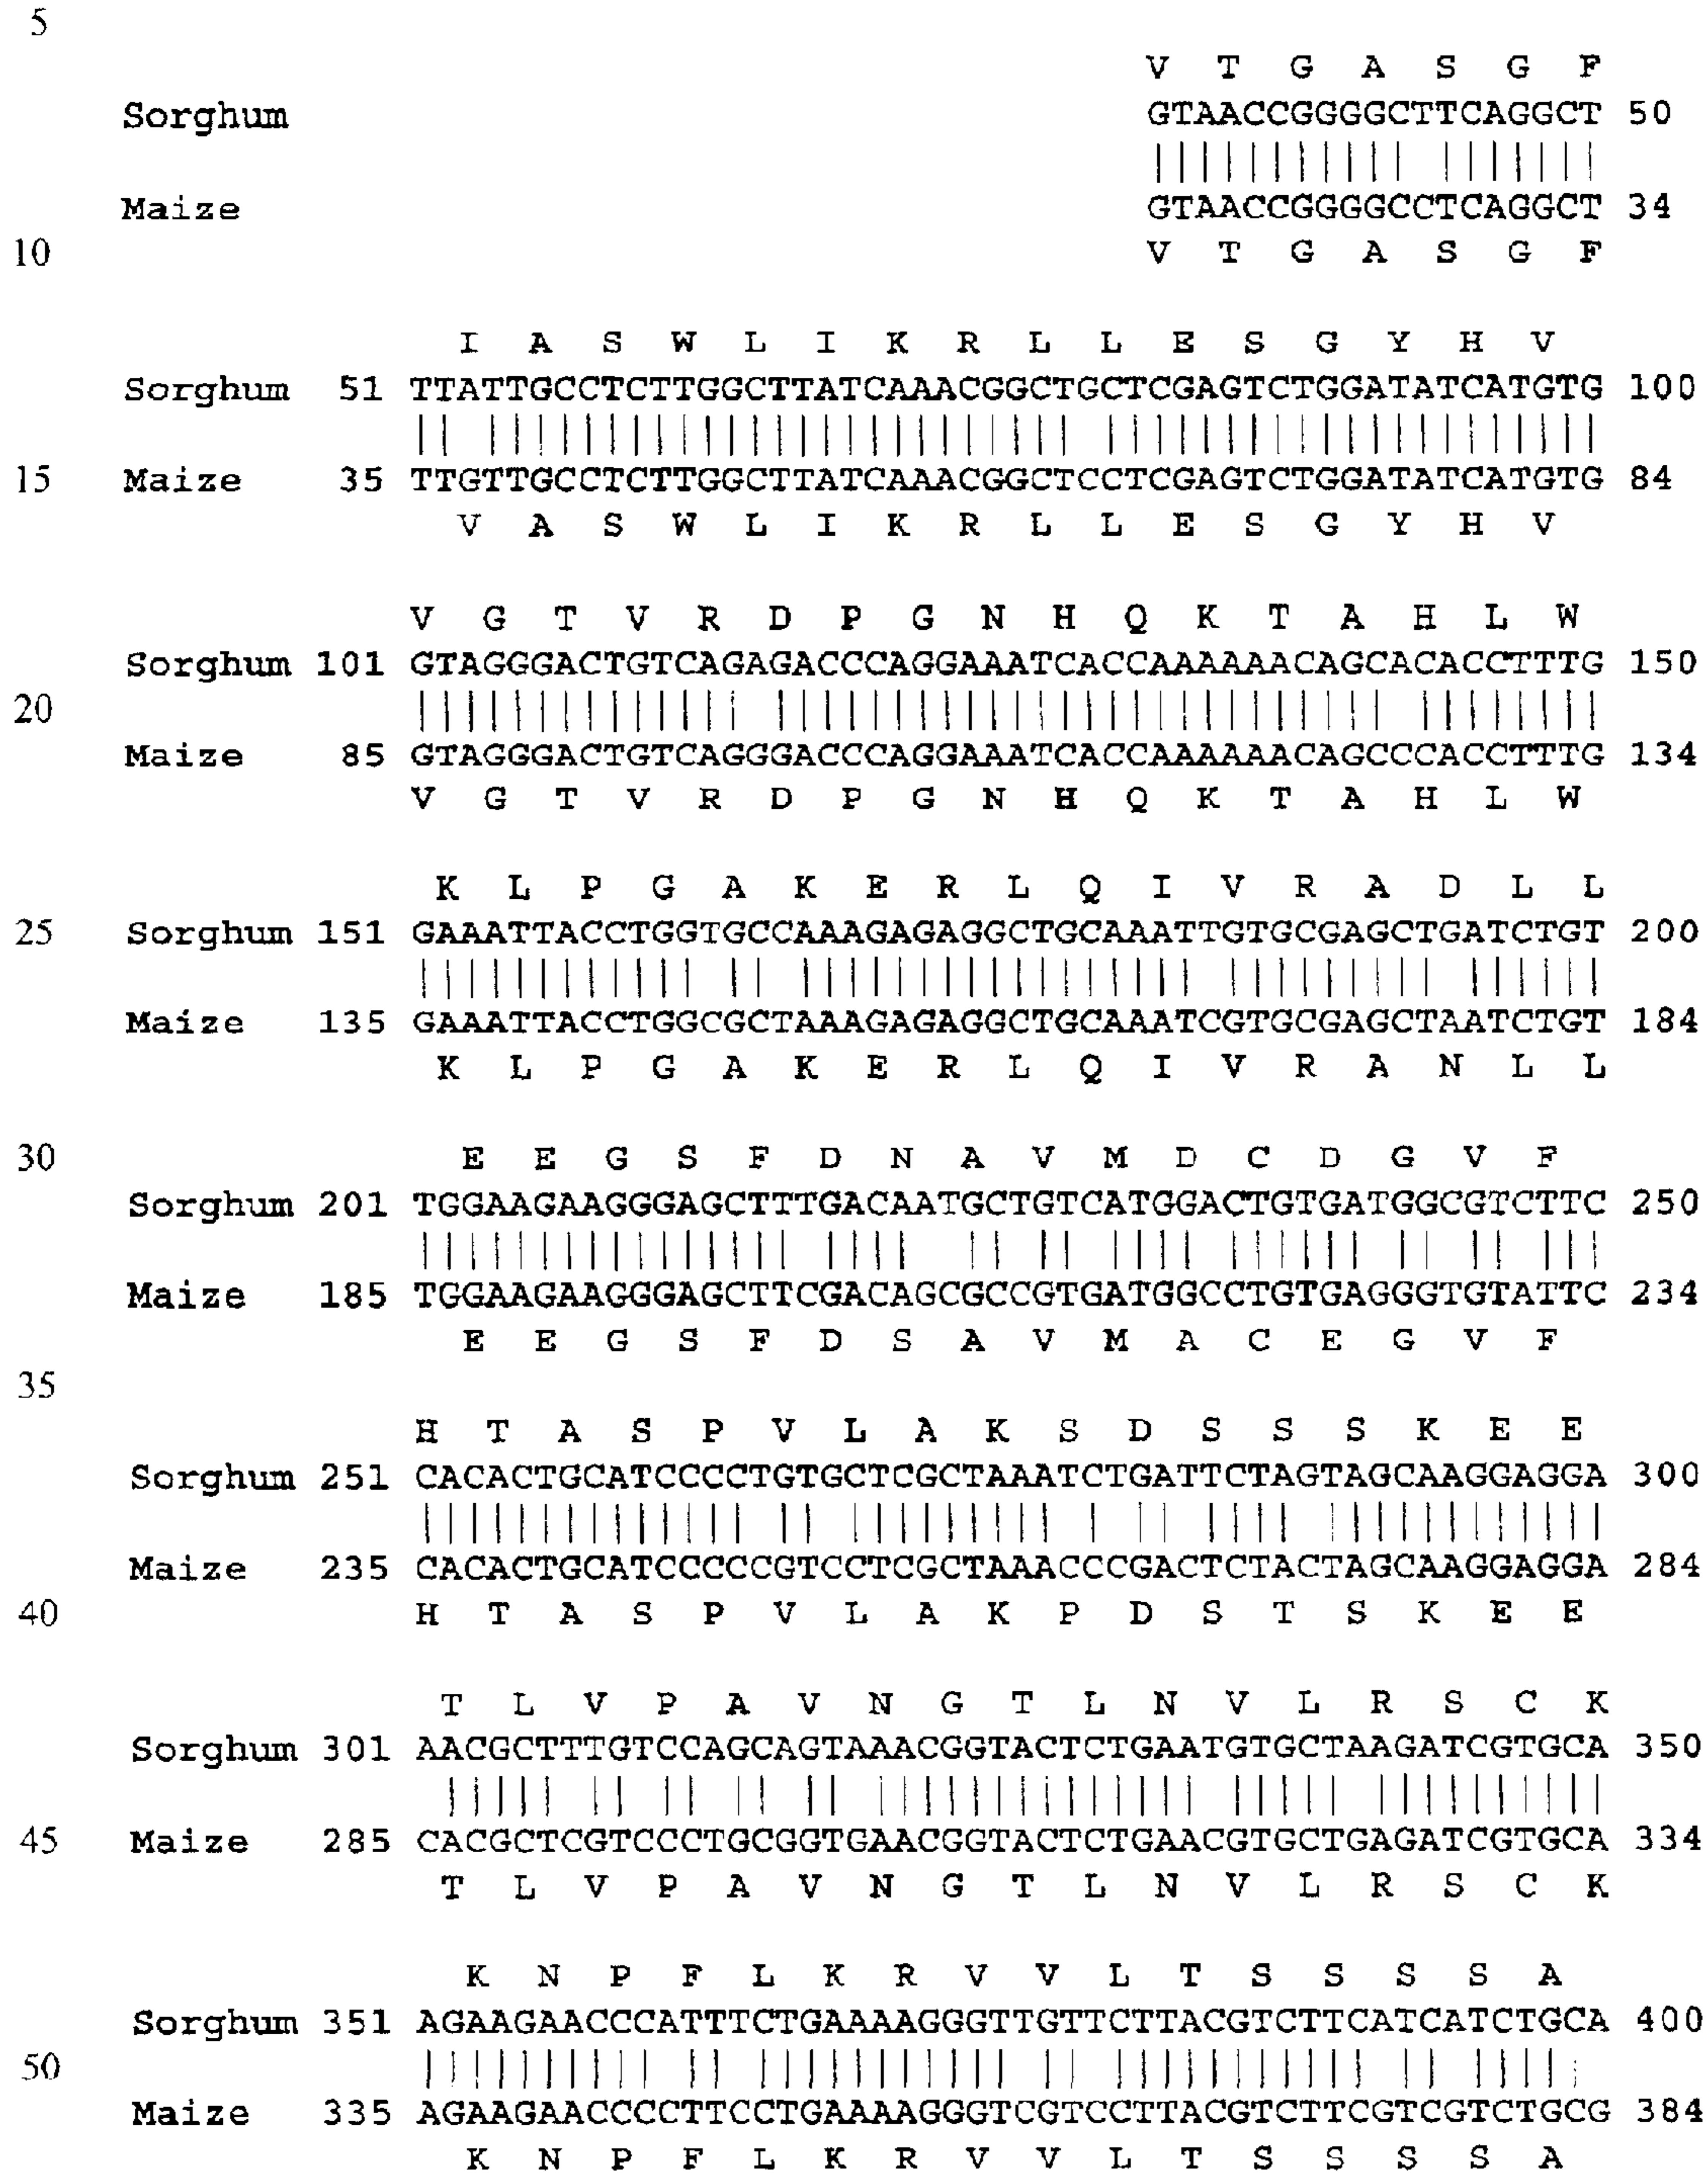 5
V T G A S G F
Sorghum GTAACCGGGGCTTCAGGCT 50
Maize GTAACCGGGGCCTCAGGCT 34
10 V T G A S G F
I A S W L I K R L L E S G Y H V
Sorghum 51 TTATTGCCTCTTGGCTTATCAAACGGCTGCTCGAGTCTGGATATCATGTG 100
15 Maize 35 TTGTTGCCTCTTGGCTTATCAAACGGCTCCTCGAGTCTGGATATCATGTG 84
V A S W L I K R L L E S G Y H V
V G T V R D P G N H Q K T A H L W
Sorghum 101 GTAGGGACTGTCAGAGACCCAGGAAATCACCAAAAAACAGCACACCTTTG 150
20
Maize 85 GTAGGGACTGTCAGGGACCCAGGAAATCACCAAAAAACAGCCCACCTTTG 134
V G T V R D P G N H Q K T A H L W
K L P G A K E R L Q I V R A D L L
25 Sorghum 151 GAAATTACCTGGTGCCAAAGAGAGGCTGCAAATTGTGCGAGCTGATCTGT 200
Maize 135 GAAATTACCTGGCGCTAAAGAGAGGCTGCAAATCGTGCGAGCTAATCTGT 184
K L P G A K E R L Q I V R A N L L
30 E E G S F D N A V M D C D G V F
Sorghum 201 TGGAAGAAGGGAGCTTTGACAATGCTGTCATGGACTGTGATGGCGTCTTC 250
Maize 185 TGGAAGAAGGGAGCTTCGACAGCGCCGTGATGGCCTGTGAGGGTGTATTC 234
E E G S F D S A V M A C E G V F
35
H T A S P V L A K S D S S S K E E
Sorghum 251 CACACTGCATCCCCTGTGCTCGCTAAATCTGATTCTAGTAGCAAGGAGGA 300
Maize 235 CACACTGCATCCCCCGTCCTCGCTAAACCCGACTCTACTAGCAAGGAGGA 284
40 H T A S P V L A K P D S T S K E E
T L V P A V N G T L N V L R S C K
Sorghum 301 AACGCTTTGTCCAGCAGTAAACGGTACTCTGAATGTGCTAAGATCGTGCA 350
45 Maize 285 CACGCTCGTCCCTGCGGTGAACGGTACTCTGAACGTGCTGAGATCGTGCA 334
T L V P A V N G T L N V L R S C K
K N P F L K R V V L T S S S S A
Sorghum 351 AGAAGAACCCATTTCTGAAAAGGGTTGTTCTTACGTCTTCATCATCTGCA 400
50
Maize 335 AGAAGAACCCCTTCCTGAAAAGGGTCGTCCTTACGTCTTCGTCGTCTGCG 384
K N P F L K R V V L T S S S S A